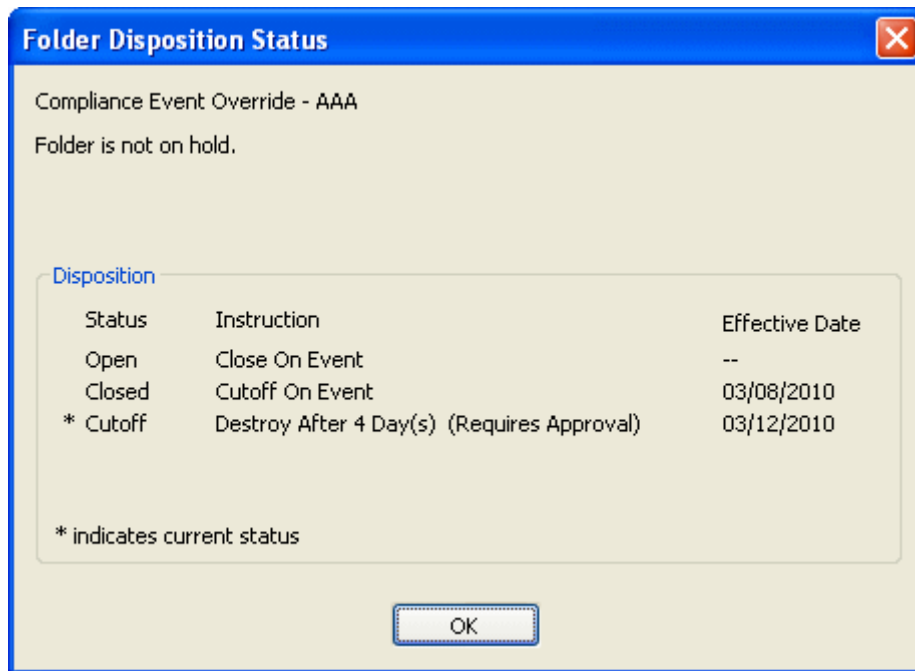 Folder Disposition Status
Compliance Event Override - AAA
Folder is not on hold.
Disposition
Status Instruction Effective Date
Open Close On Event --
Closed Cutoff On Event 03/08/2010
* Cutoff Destroy After 4 Day(s) (Requires Approval) 03/12/2010
* indicates current status
OK